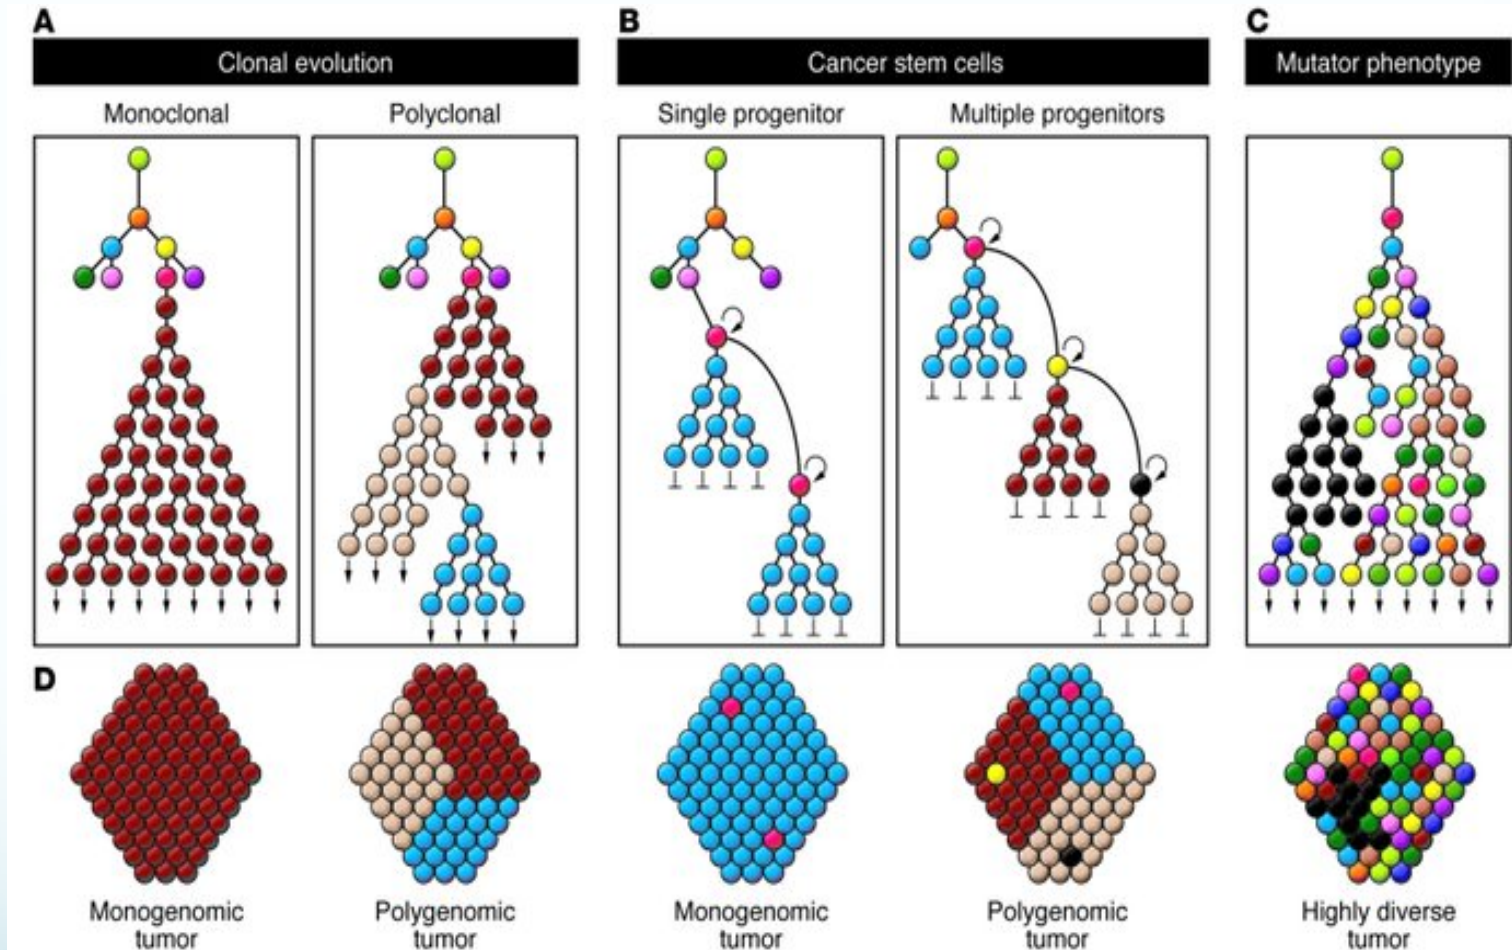 A
B
C
Clonal evolution
Cancer stem cells
Mutator phenotype
Monoclonal
Polyclonal
Single progenitor
Multiple progenitors
D
Monogenomic
tumor
Polygenomic
tumor
Monogenomic
tumor
Polygenomic
tumor
Highly diverse
tumor